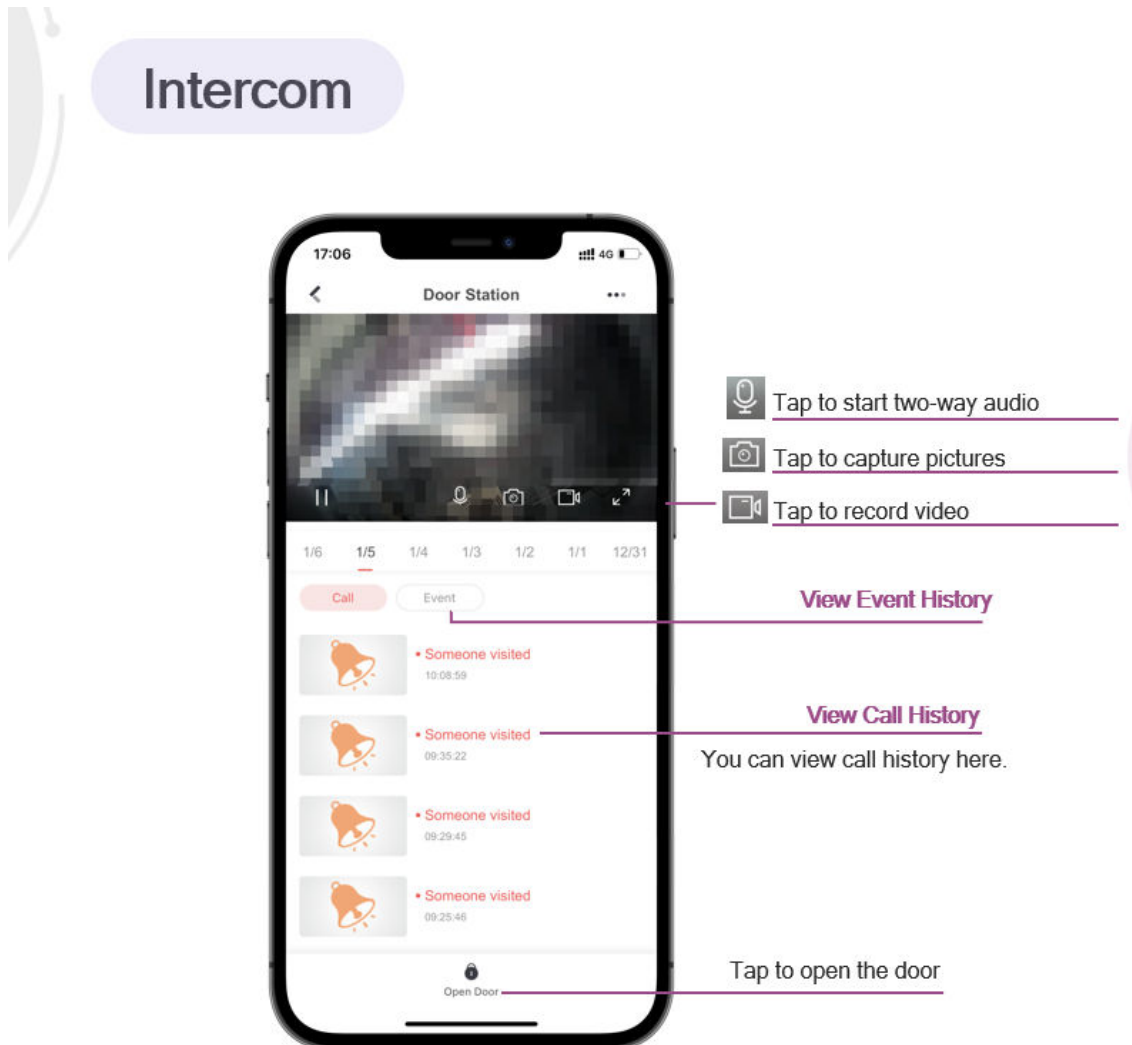 Intercom
17:06
4G
Door Station
Tap to start two-way audio
Tap to capture pictures
Tap to record video
1/6 1/5 1/4 1/3 1/2 1/1 12/31
Call Event
View Event History
Someone visited
10:08:59
Someone visited
09:35:22
View Call History
You can view call history here.
Someone visited
09:29:45
Someone visited
09:25:46
Open Door
Tap to open the door